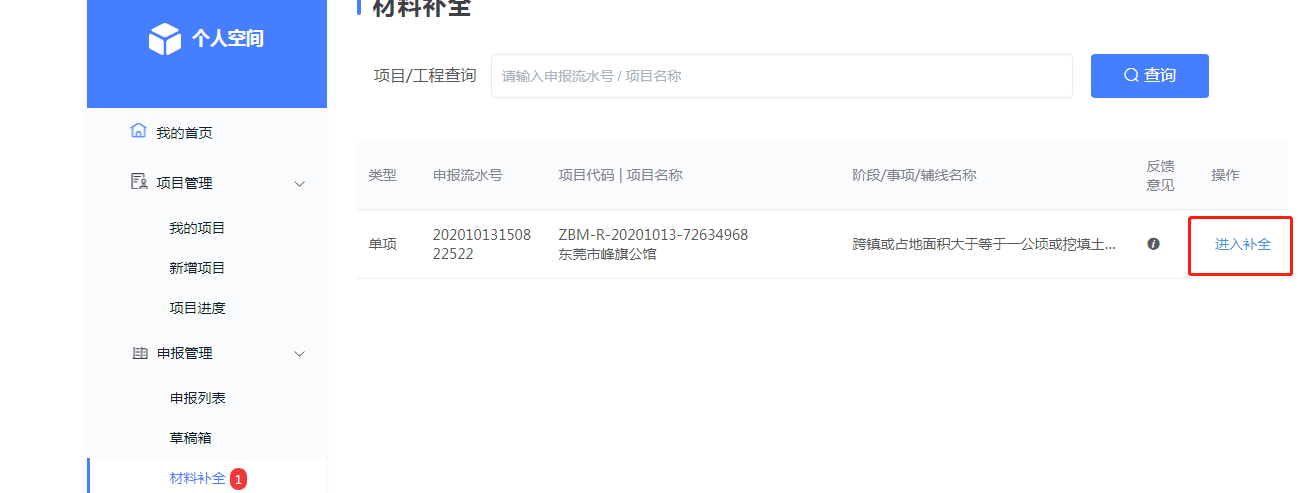 材料补全
个人空间
项目/工程查询
请输入申报流水号 / 项目名称
查询
我的首页
项目管理
我的项目
新增项目
项目进度
申报管理
申报列表
草稿箱
材料补全 1
类型
申报流水号
项目代码 | 项目名称
阶段/事项/辅线名称
反馈
意见
操作
单项
202010131508
22522
ZBM-R-20201013-72634968
东莞市峰旗公馆
跨镇或占地面积大于等于一公顷或挖填土...
进入补全